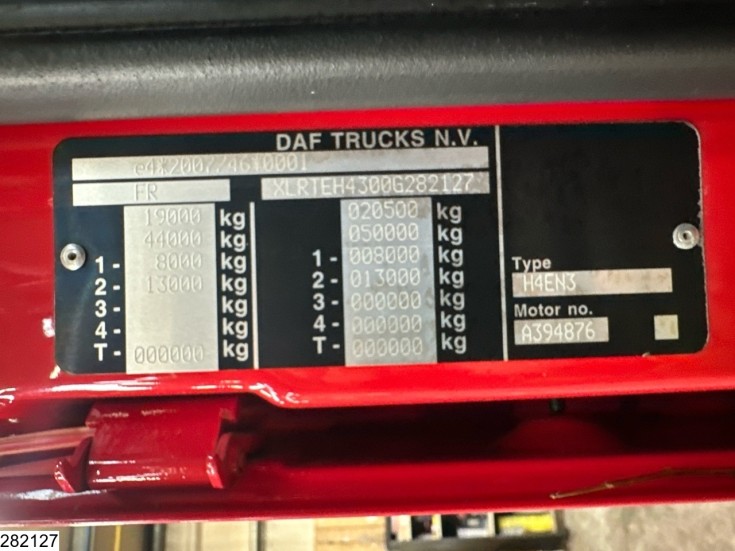 DAF TRUCKS N.V.
e4*2007/46*0001
FR XLRTEH4300G282127
19000 kg 020500 kg
44000 kg 050000 kg
1- 8000 kg 1- 008000 kg
2- 13000 kg 2- 013000 kg
3- kg 3- 000000 kg
4- kg 4- 000000 kg
T- 000000 kg T- 000000 kg
Type
H4EN3
Motor no.
A394876
282127